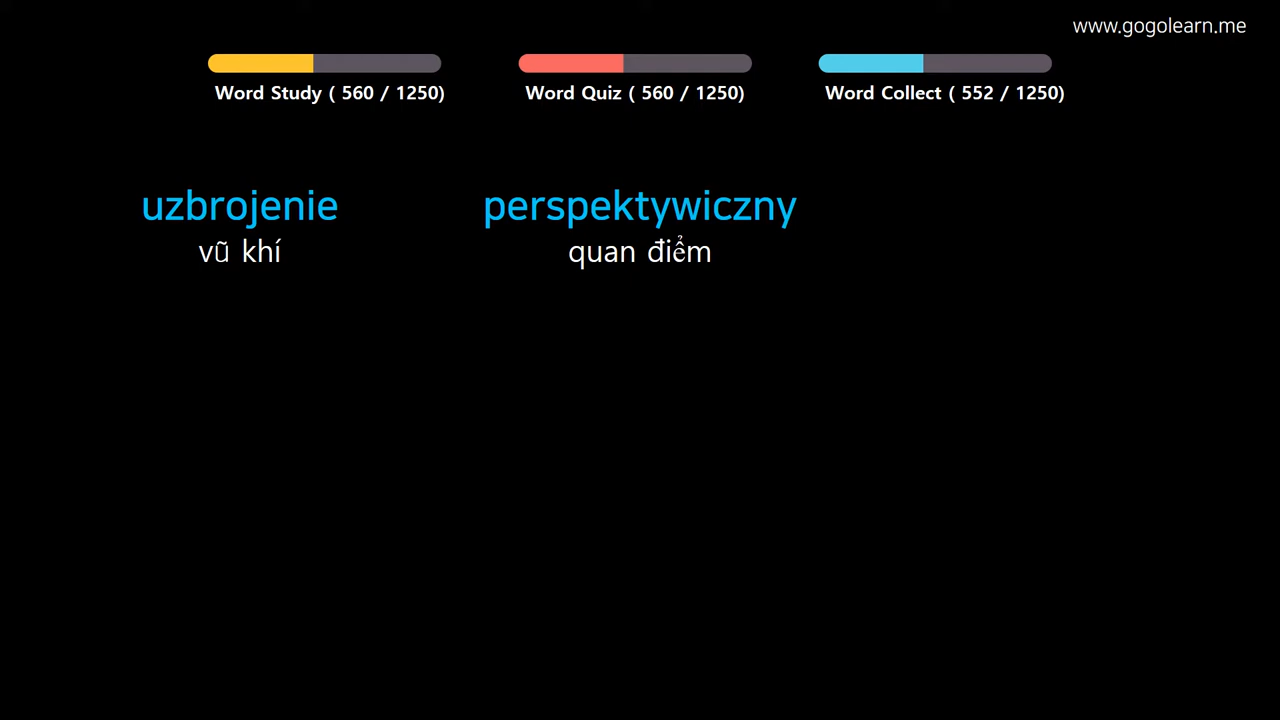 www.gogolearn.me
Word Study ( 560 / 1250)
Word Quiz ( 560 / 1250)
Word Collect ( 552 / 1250)
uzbrojenie
vũ khí
perspektywiczny
quan điểm